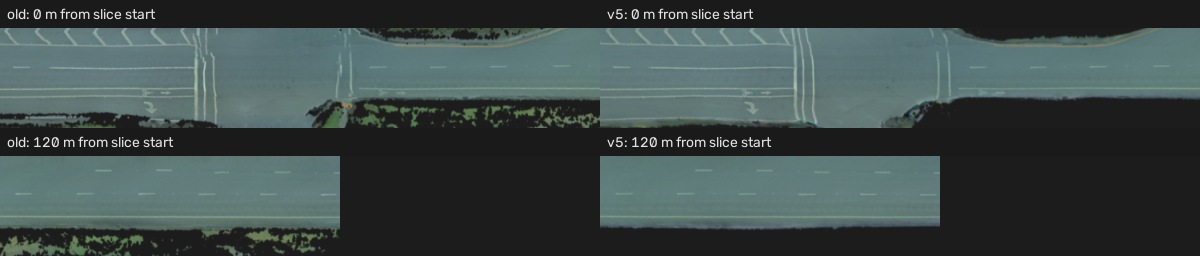 old: 0 m from slice start
v5: 0 m from slice start
old: 120 m from slice start
v5: 120 m from slice start